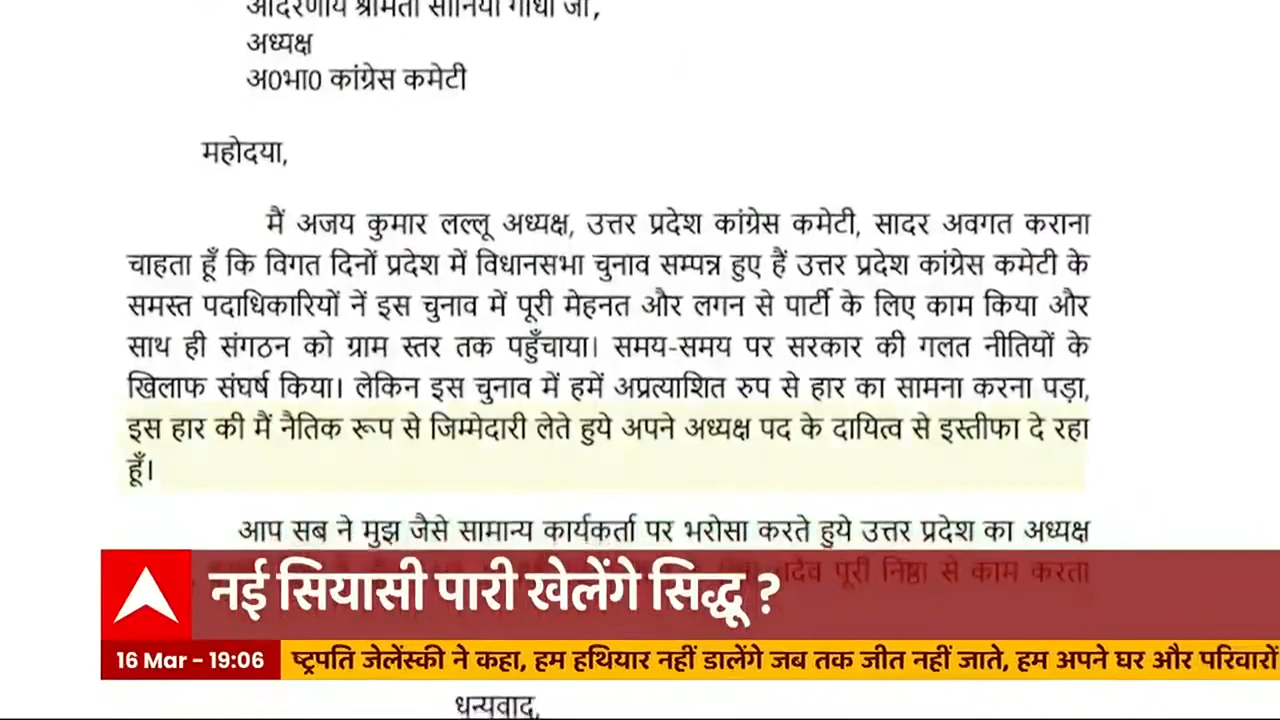 आदरणीय श्रीमती सोनिया गांधी जी,
अध्यक्ष
अ0भा0 कांग्रेस कमेटी
महोदया,
मैं अजय कुमार लल्लू अध्यक्ष, उत्तर प्रदेश कांग्रेस कमेटी, सादर अवगत कराना
चाहता हूँ कि विगत दिनों प्रदेश में विधानसभा चुनाव सम्पन्न हुए हैं उत्तर प्रदेश कांग्रेस कमेटी के
समस्त पदाधिकारियों नें इस चुनाव में पूरी मेहनत और लगन से पार्टी के लिए काम किया और
साथ ही संगठन को ग्राम स्तर तक पहुँचाया। समय-समय पर सरकार की गलत नीतियों के
खिलाफ संघर्ष किया। लेकिन इस चुनाव में हमें अप्रत्याशित रुप से हार का सामना करना पड़ा,
इस हार की मैं नैतिक रूप से जिम्मेदारी लेते हुये अपने अध्यक्ष पद के दायित्व से इस्तीफा दे रहा
हूँ।
आप सब ने मुझ जैसे सामान्य कार्यकर्ता पर भरोसा करते हुये उत्तर प्रदेश का अध्यक्ष
पूरी निष्ठा से काम करता
नई सियासी पारी खेलेंगे सिद्धू ?
16 Mar - 19:06
ष्ट्रपति जेलेंस्की ने कहा, हम हथियार नहीं डालेंगे जब तक जीत नहीं जाते, हम अपने घर और परिवारों
धन्यवाद,